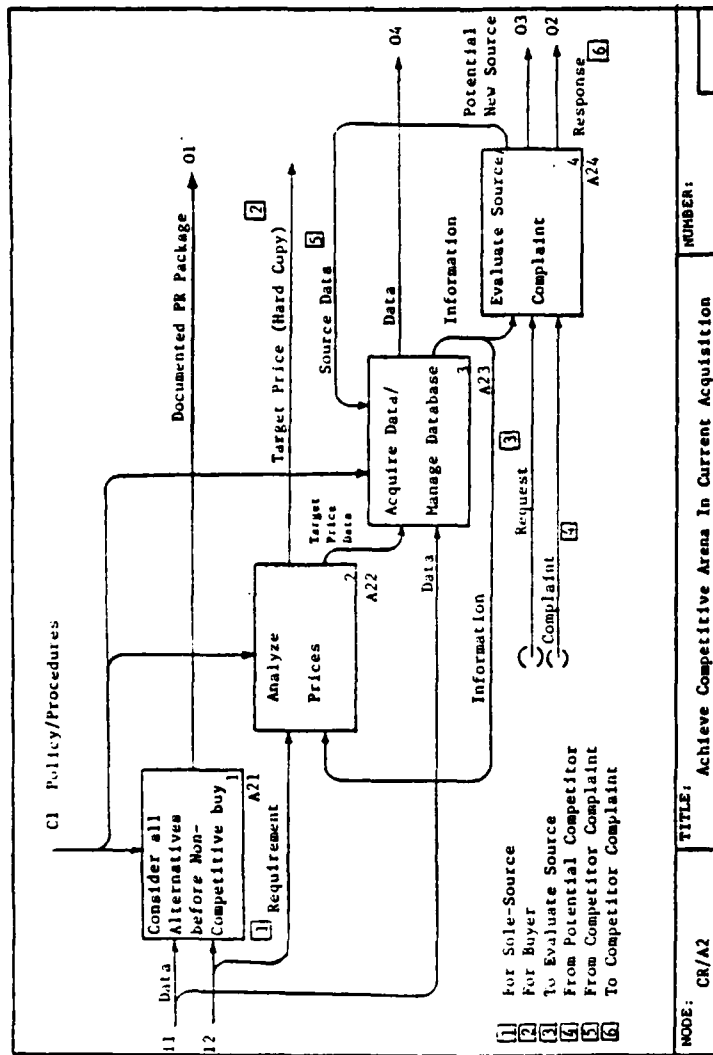 C1 Policy/Procedures
I1
Data
I2
Consider all
Alternatives
before Non-
Competitive buy
1
A21
Documented PR Package
O1
1 Requirement
Analyze
Prices
2
A22
Target Price (Hard Copy)
2
Target
Price
Data
Source Data
5
Acquire Data/
Manage Database
3
A23
Data
O4
Data
Information
Information
Potential
New Source
Evaluate Source/
Complaint
4
A24
O3
O2
Response
6
Request
3
Complaint
4
1 For Sole-Source
2 For Buyer
3 To Evaluate Source
4 From Potential Competitor
5 From Competitor Complaint
6 To Competitor Complaint
NODE: CR/A2
TITLE: Achieve Competitive Arena In Current Acquisition
NUMBER: